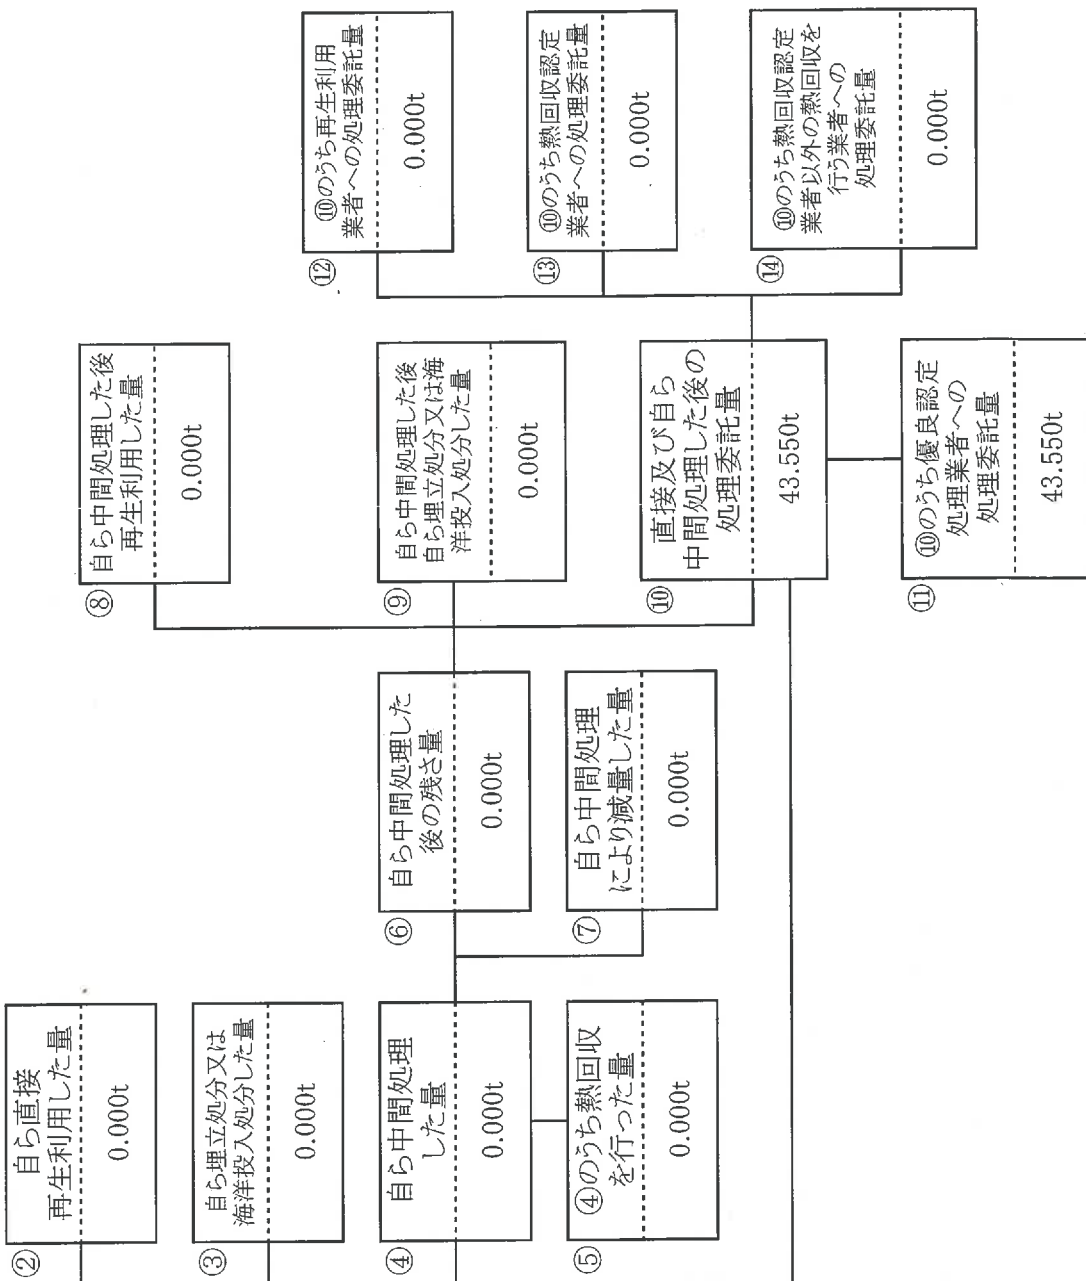 ②
自ら直接
再生利用した量
0.000t
③
自ら埋立処分又は
海洋投入処分した量
0.000t
④
自ら中間処理
した量
0.000t
⑤
④のうち熱回収
を行った量
0.000t
⑥
自ら中間処理した
後の残さ量
0.000t
⑦
自ら中間処理
により減量した量
0.000t
⑧
自ら中間処理した後
再生利用した量
0.000t
⑨
自ら中間処理した後
自ら埋立処分又は海
洋投入処分した量
0.000t
⑩
直接及び自ら
中間処理した後の
処理委託量
43.550t
⑪
⑩のうち優良認定
処理業者への
処理委託量
43.550t
⑫
⑩のうち再生利用
業者への処理委託量
0.000t
⑬
⑩のうち熱回収認定
業者への処理委託量
0.000t
⑭
⑩のうち熱回収認定
業者以外の熱回収を
行う業者への
処理委託量
0.000t